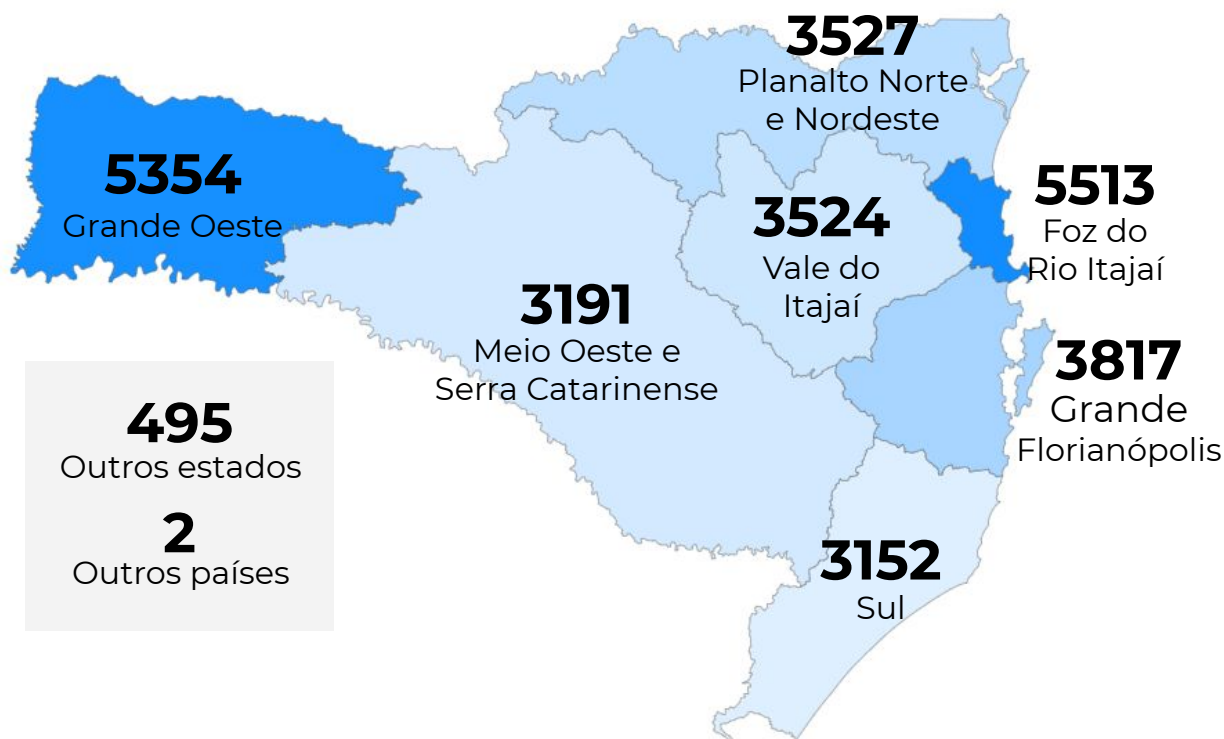 3527
Planalto Norte
e Nordeste
5354
Grande Oeste
5513
Foz do
Rio Itajaí
3524
Vale do
Itajaí
3191
Meio Oeste e
Serra Catarinense
3817
Grande
Florianópolis
495
Outros estados
2
Outros países
3152
Sul